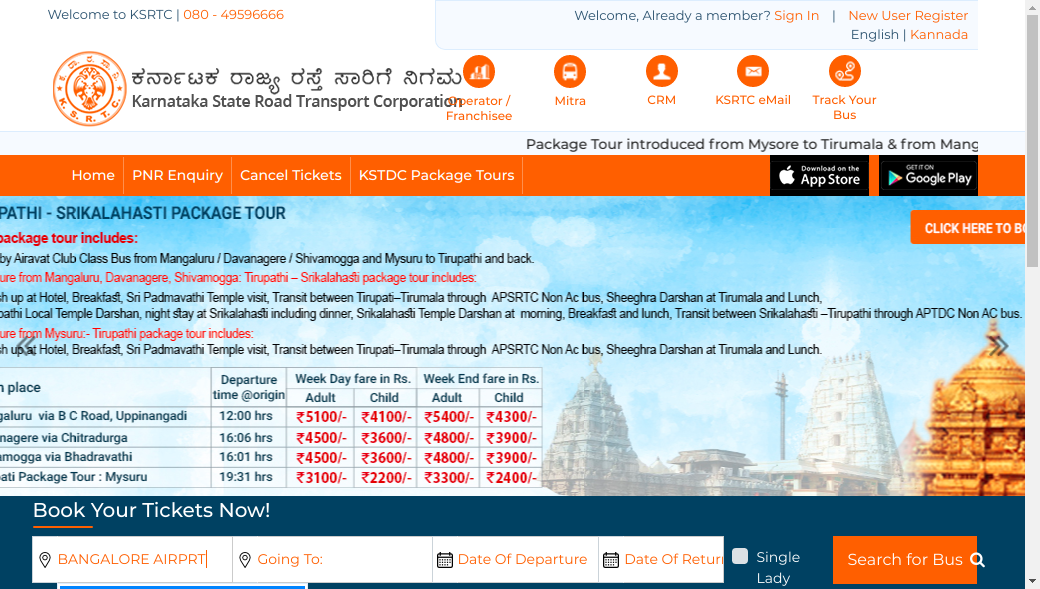 Welcome to KSRTC | 080 - 49596666
Welcome, Already a member? Sign In | New User Register
English | Kannada
ಕರ್ನಾಟಕ ರಾಜ್ಯ ರಸ್ತೆ ಸಾರಿಗೆ ನಿಗಮ
Karnataka State Road Transport Corporation
K. S. R. T. C.
Operator / Franchisee
Mitra
CRM
KSRTC eMail
Track Your Bus
Package Tour introduced from Mysore to Tirumala & from Mang
Home
PNR Enquiry
Cancel Tickets
KSTDC Package Tours
Download on the App Store
GET IT ON Google Play
PATHI - SRIKALAHASTI PACKAGE TOUR
CLICK HERE TO BO
package tour includes:
by Airavat Club Class Bus from Mangaluru / Davanagere / Shivamogga and Mysuru to Tirupathi and back.
ure from Mangaluru, Davanagere, Shivamogga: Tirupathi – Srikalahasti package tour includes:
sh up at Hotel, Breakfast, Sri Padmavathi Temple visit, Transit between Tirupati–Tirumala through APSRTC Non Ac bus, Sheeghra Darshan at Tirumala and Lunch,
pathi Local Temple Darshan, night stay at Srikalahasti including dinner, Srikalahasti Temple Darshan at morning, Breakfast and lunch, Transit between Srikalahasti –Tirupathi through APTDC Non AC bus.
ure from Mysuru:- Tirupathi package tour includes:
sh up at Hotel, Breakfast, Sri Padmavathi Temple visit, Transit between Tirupati–Tirumala through APSRTC Non Ac bus, Sheeghra Darshan at Tirumala and Lunch.
n place Departure time @origin Week Day fare in Rs. Week End fare in Rs.
Adult Child Adult Child
galuru via B C Road, Uppinangadi 12:00 hrs ₹5100/- ₹4100/- ₹5400/- ₹4300/-
nagere via Chitradurga 16:06 hrs ₹4500/- ₹3600/- ₹4800/- ₹3900/-
amogga via Bhadravathi 16:01 hrs ₹4500/- ₹3600/- ₹4800/- ₹3900/-
pati Package Tour : Mysuru 19:31 hrs ₹3100/- ₹2200/- ₹3300/- ₹2400/-
Book Your Tickets Now!
BANGALORE AIRPRT
Going To:
Date Of Departure
Date Of Retur
Single Lady
Search for Bus